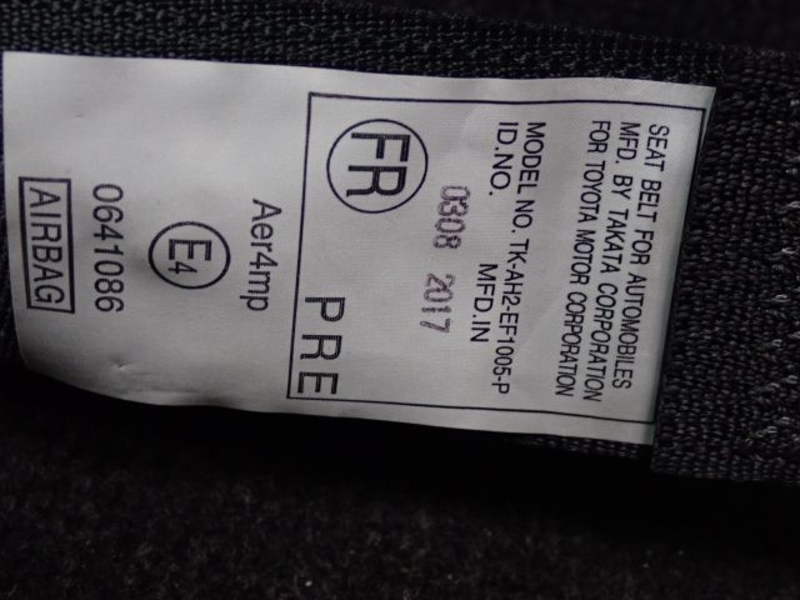 SEAT BELT FOR AUTOMOBILES
MFD. BY TAKATA CORPORATION
FOR TOYOTA MOTOR CORPORATION
MODEL NO. TK-AH2-EF1005-P
ID.NO. MFD.IN
0308 2017
FR PRE
Aer4mp
E4
0641086
AIRBAG